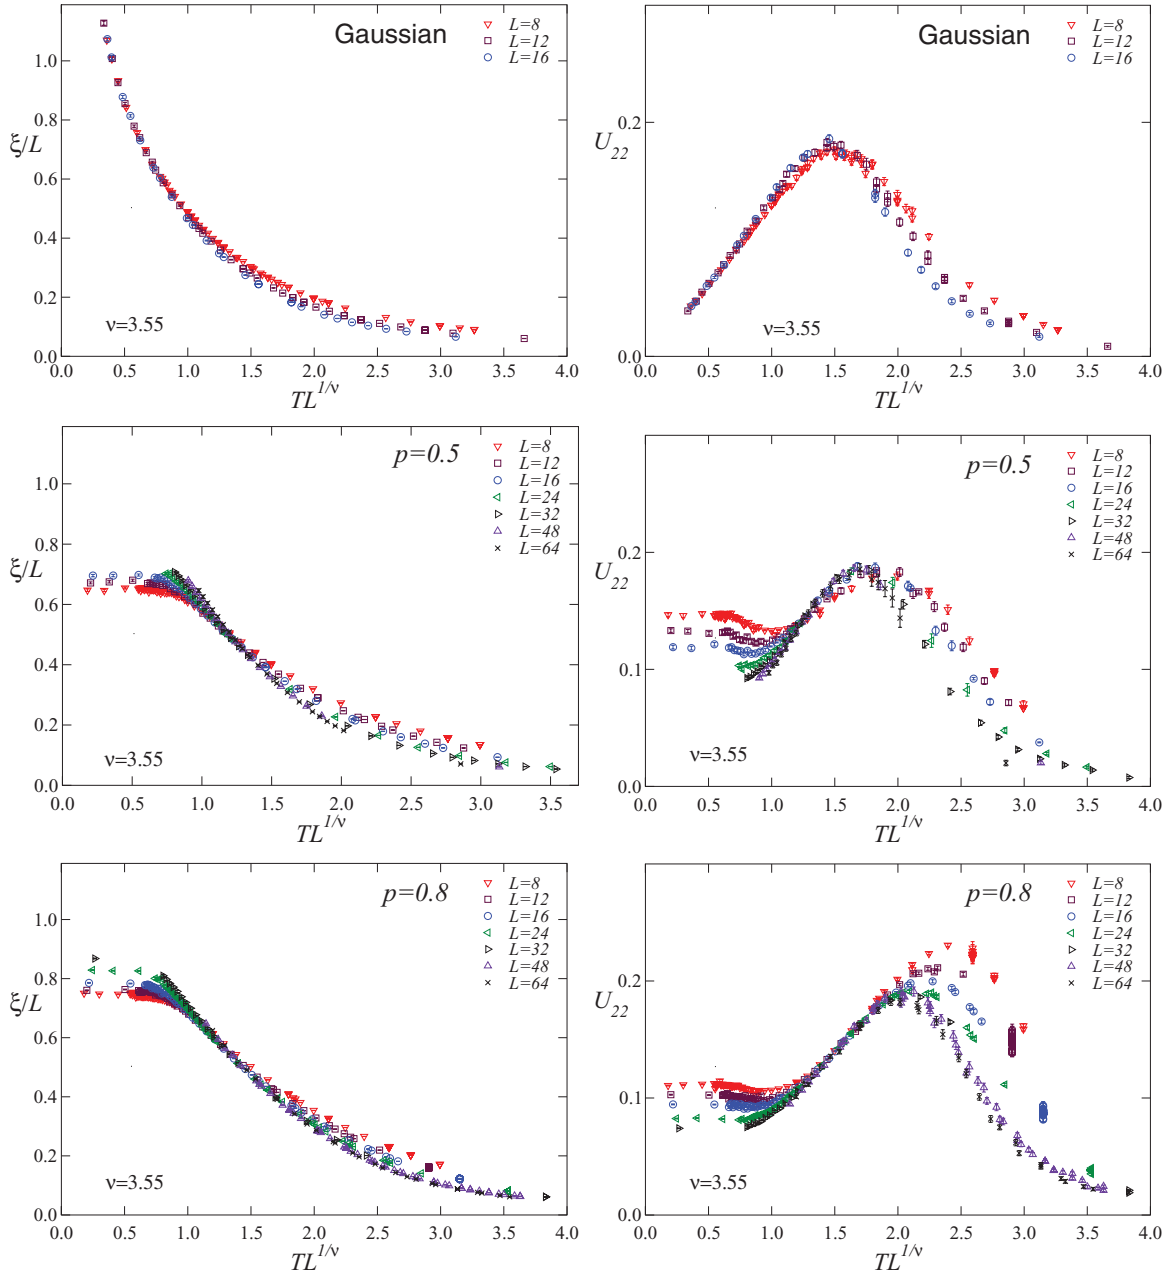 Gaussian
L=8
L=12
L=16
ξ/L
1.0
0.8
0.6
0.4
0.2
0.0
ν=3.55
0.0 0.5 1.0 1.5 2.0 2.5 3.0 3.5 4.0
TL^{1/ν}
Gaussian
L=8
L=12
L=16
U_{22}
0.2
0.0
ν=3.55
0.0 0.5 1.0 1.5 2.0 2.5 3.0 3.5 4.0
TL^{1/ν}
p=0.5
L=8
L=12
L=16
L=24
L=32
L=48
L=64
ξ/L
1.0
0.8
0.6
0.4
0.2
0.0
ν=3.55
0.0 0.5 1.0 1.5 2.0 2.5 3.0 3.5
TL^{1/ν}
p=0.5
L=8
L=12
L=16
L=24
L=32
L=48
L=64
U_{22}
0.2
0.1
0.0
ν=3.55
0.0 0.5 1.0 1.5 2.0 2.5 3.0 3.5 4.0
TL^{1/ν}
p=0.8
L=8
L=12
L=16
L=24
L=32
L=48
L=64
ξ/L
1.0
0.8
0.6
0.4
0.2
0.0
ν=3.55
0.0 0.5 1.0 1.5 2.0 2.5 3.0 3.5 4.0
TL^{1/ν}
p=0.8
L=8
L=12
L=16
L=24
L=32
L=48
L=64
U_{22}
0.2
0.1
0.0
ν=3.55
0.0 0.5 1.0 1.5 2.0 2.5 3.0 3.5 4.0
TL^{1/ν}